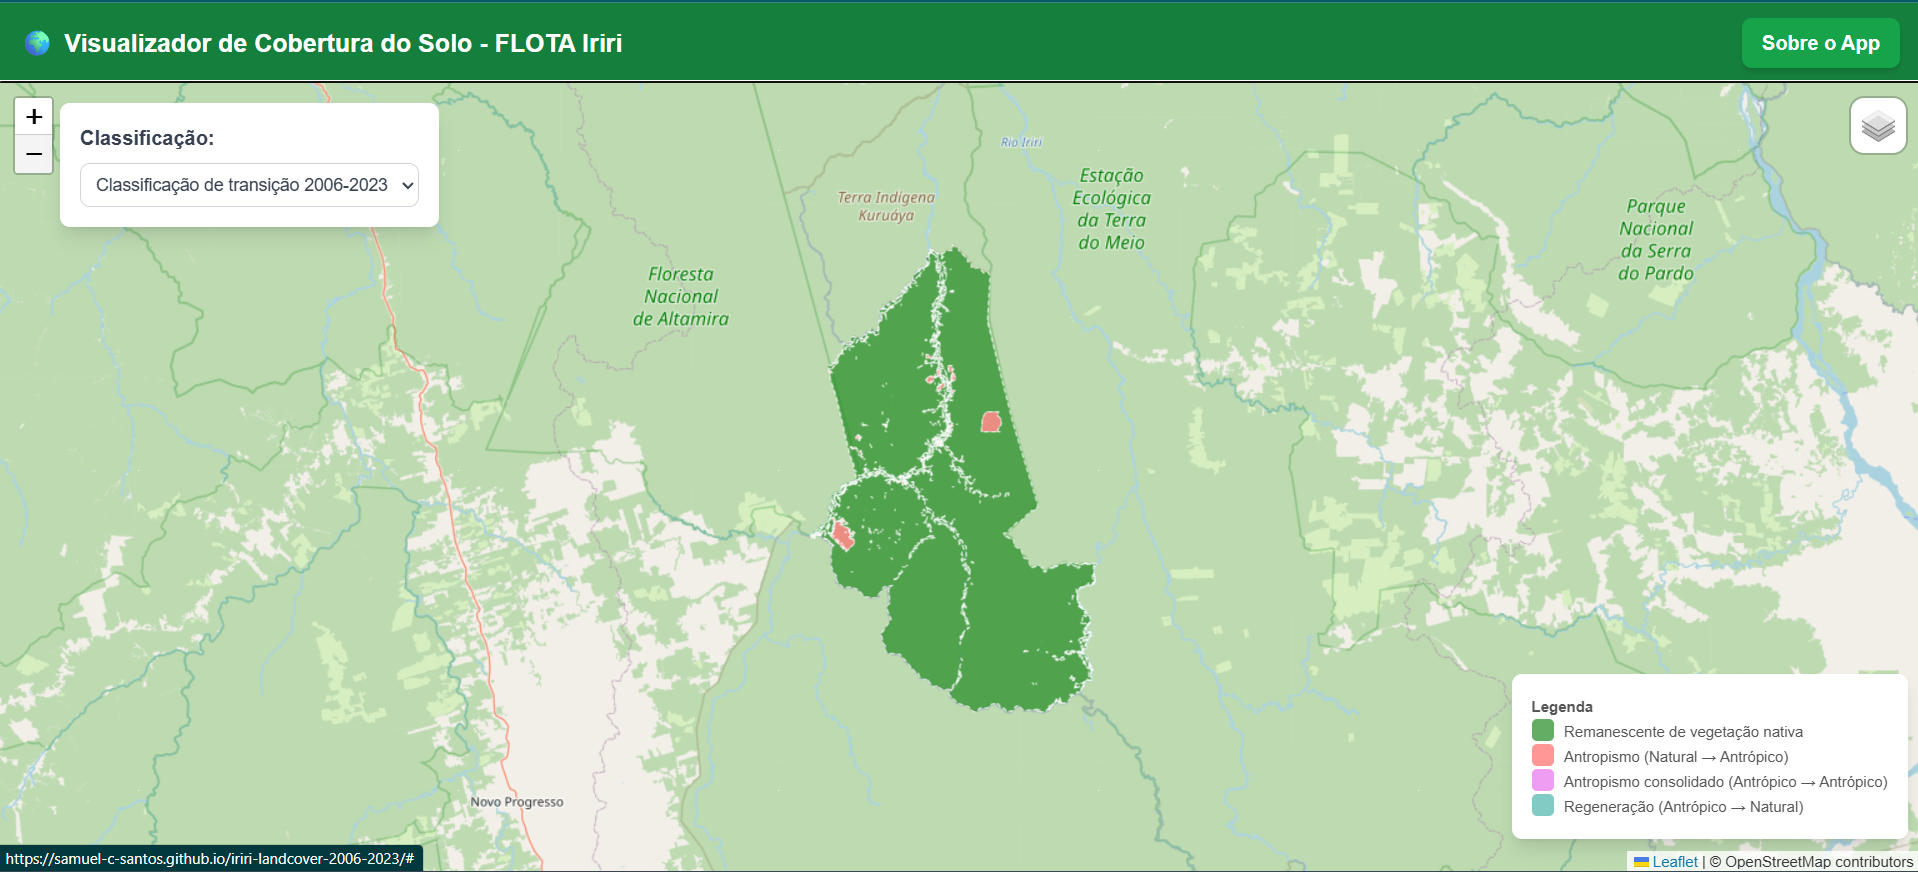 Visualizador de Cobertura do Solo - FLOTA Iriri
Sobre o App
+
−
Classificação:
Classificação de transição 2006-2023
Rio Iriri
Terra Indígena
Kuruáya
Estação
Ecológica
da Terra
do Meio
Parque
Nacional
da Serra
do Pardo
Floresta
Nacional
de Altamira
Novo Progresso
Legenda
Remanescente de vegetação nativa
Antropismo (Natural → Antrópico)
Antropismo consolidado (Antrópico → Antrópico)
Regeneração (Antrópico → Natural)
https://samuel-c-santos.github.io/iriri-landcover-2006-2023/#
Leaflet | © OpenStreetMap contributors